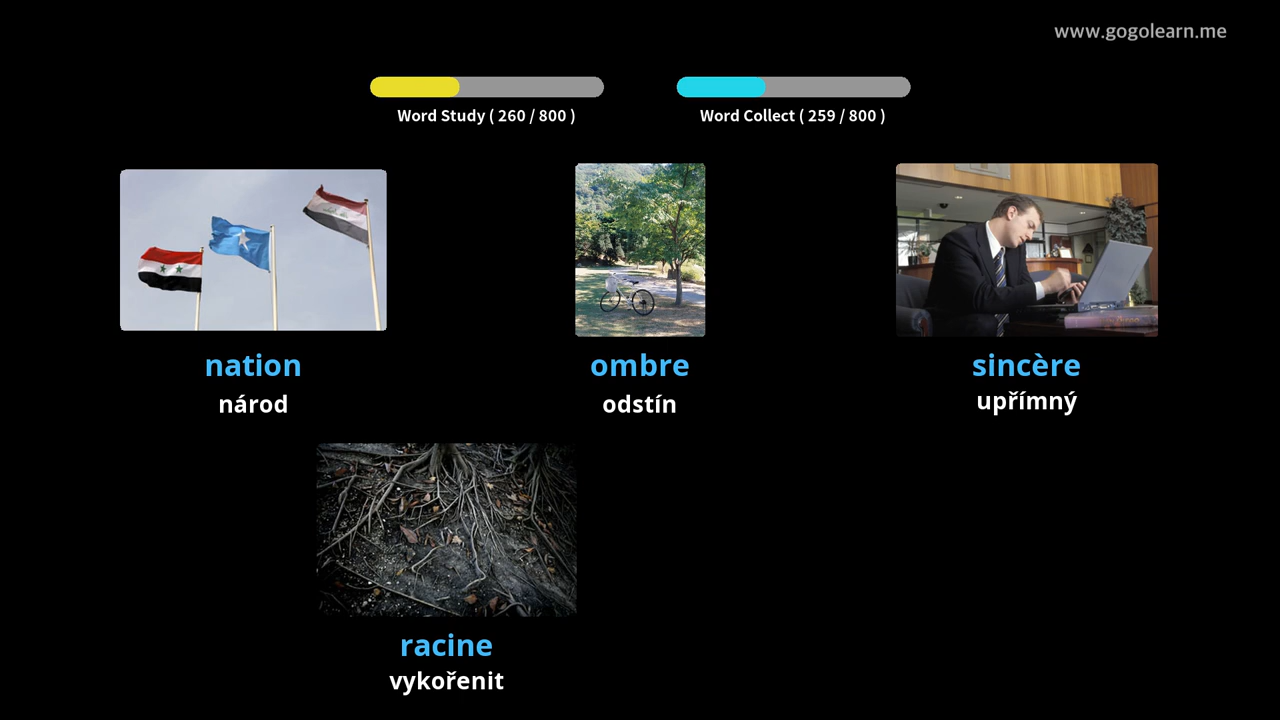 www.gogolearn.me
Word Study ( 260 / 800 )
Word Collect ( 259 / 800 )
nation
národ
ombre
odstín
sincère
upřímný
racine
vykořenit